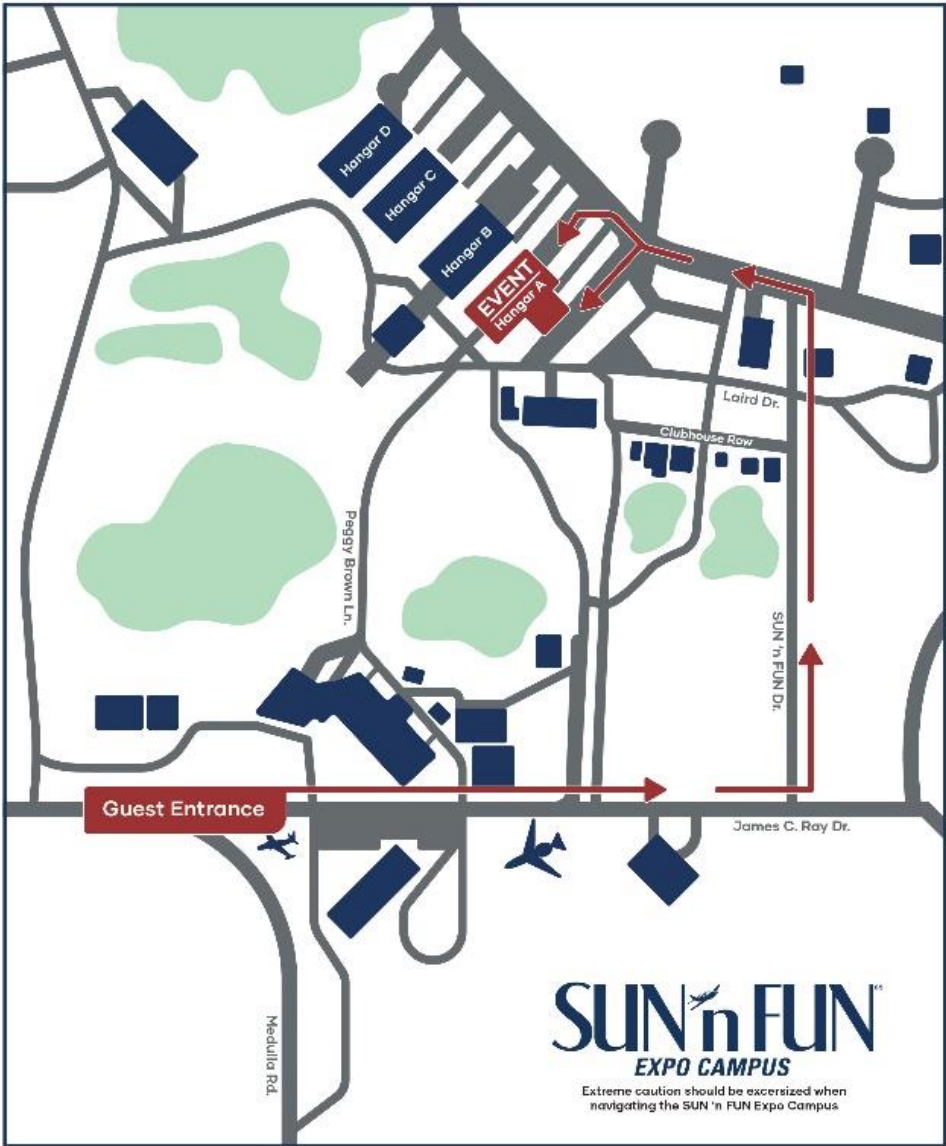 Hangar D
Hangar C
Hangar B
EVENT
Hangar A
Laird Dr.
Clubhouse Row
Peggy Brown Ln.
SUN 'n FUN Dr.
Guest Entrance
James C. Ray Dr.
Medulla Rd.
SUN 'n FUN
EXPO CAMPUS
Extreme caution should be excersized when
navigating the SUN 'n FUN Expo Campus